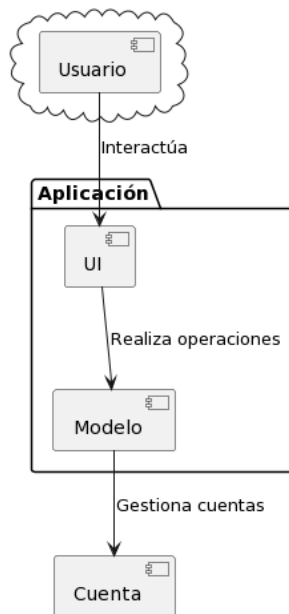 Usuario
Interactúa
Aplicación
UI
Realiza operaciones
Modelo
Gestiona cuentas
Cuenta